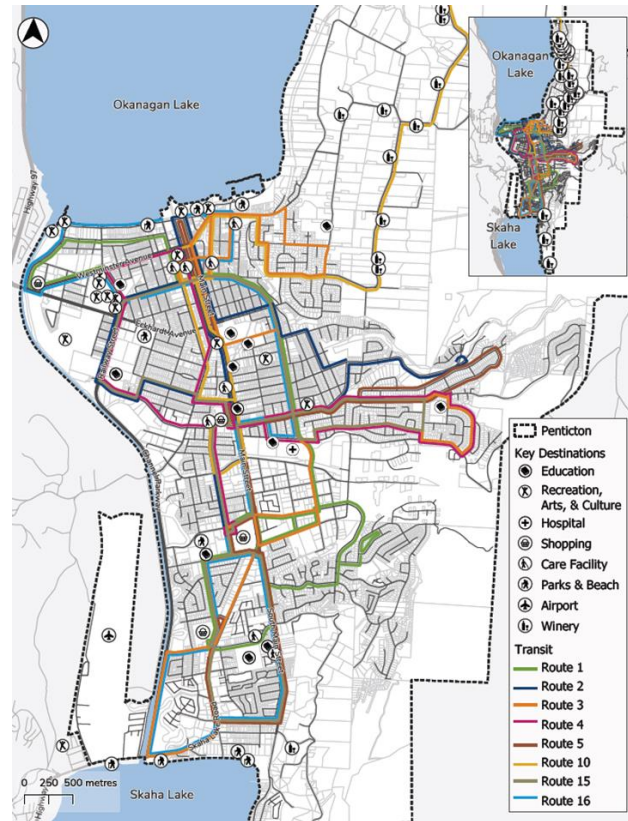 Okanagan Lake
Highway 97
Okanagan
Lake
Skaha
Lake
Westminster Avenue
Main Street
Eckhardt Avenue
Penticton
Key Destinations
Education
Recreation,
Arts, & Culture
Hospital
Shopping
Care Facility
Parks & Beach
Airport
Winery
Transit
Route 1
Route 2
Route 3
Route 4
Route 5
Route 10
Route 15
Route 16
0 250 500 metres
Skaha Lake
Highway